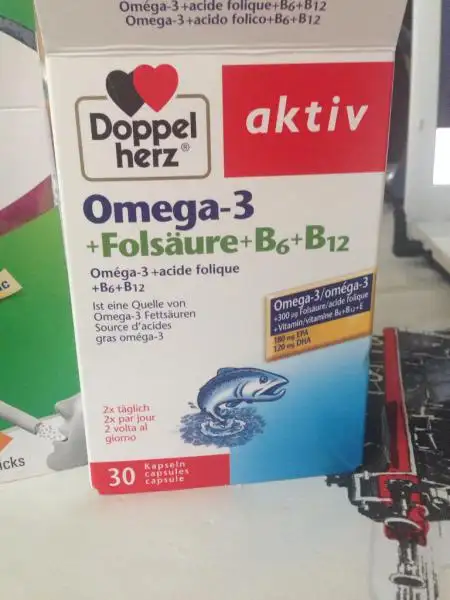 Oméga-3+acide folique+B6+B12
Omega-3+acido folico+B6+B12
Doppel
herz®
aktiv
Omega-3
+Folsäure+B6+B12
Oméga-3+acide folique
+B6+B12
Ist eine Quelle von
Omega-3 Fettsäuren
Source d'acides
gras oméga-3
Omega-3/oméga-3
+300 µg Folsäure/acide folique
+Vitamin/vitamine B6+B12+E
180 mg EPA
120 mg DHA
2x täglich
2x par jour
2 volta al
giorno
30 Kapseln
capsules
capsule
icks